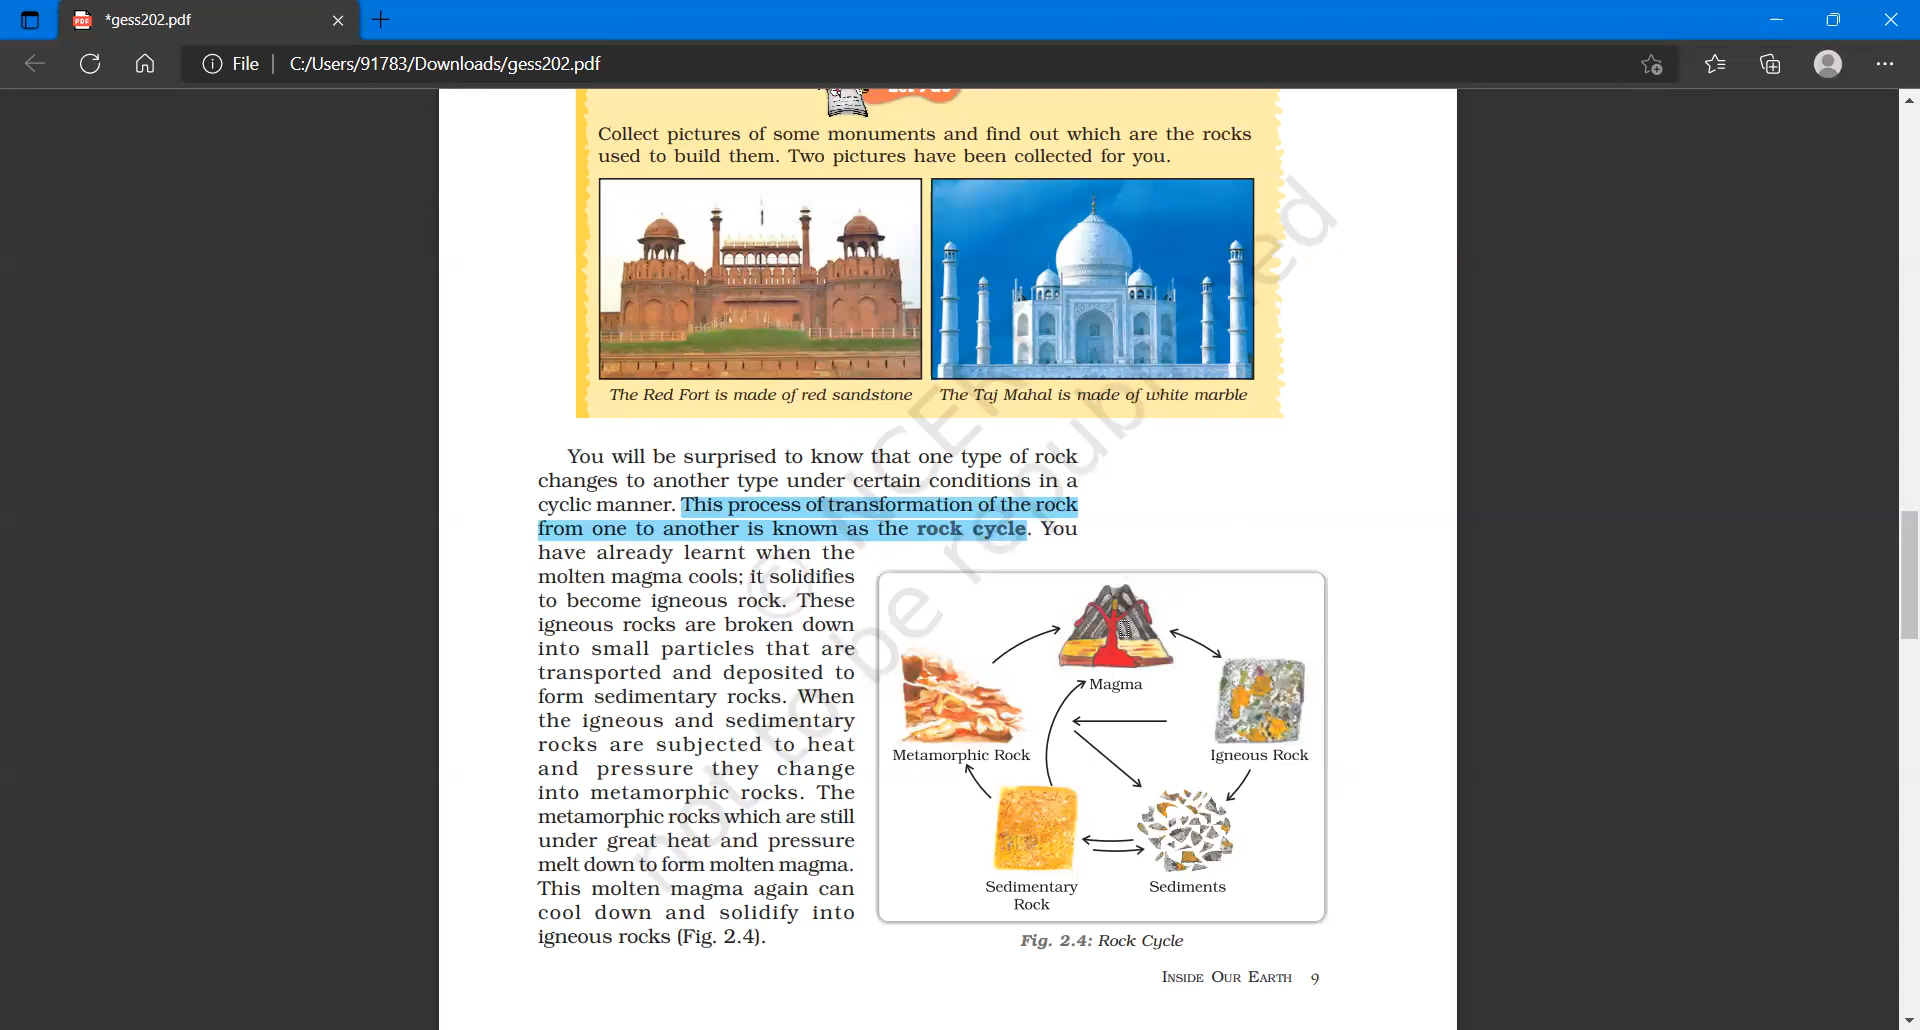 *gess202.pdf
File
C:/Users/91783/Downloads/gess202.pdf
Collect pictures of some monuments and find out which are the rocks
used to build them. Two pictures have been collected for you.
The Red Fort is made of red sandstone
The Taj Mahal is made of white marble
You will be surprised to know that one type of rock
changes to another type under certain conditions in a
cyclic manner. This process of transformation of the rock
from one to another is known as the rock cycle. You
have already learnt when the
molten magma cools; it solidifies
to become igneous rock. These
igneous rocks are broken down
into small particles that are
transported and deposited to
form sedimentary rocks. When
the igneous and sedimentary
rocks are subjected to heat
and pressure they change
into metamorphic rocks. The
metamorphic rocks which are still
under great heat and pressure
melt down to form molten magma.
This molten magma again can
cool down and solidify into
igneous rocks (Fig. 2.4).
Magma
Metamorphic Rock
Igneous Rock
Sedimentary
Rock
Sediments
Fig. 2.4: Rock Cycle
Inside Our Earth 9
not to be republished